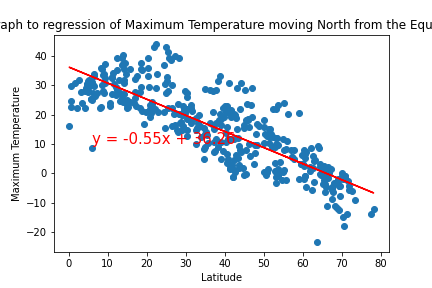 raph to regression of Maximum Temperature moving North from the Equ
40
30
20
10
0
−10
−20
Maximum Temperature
y = -0.55x +
0 10 20 30 40 50 60 70 80
Latitude